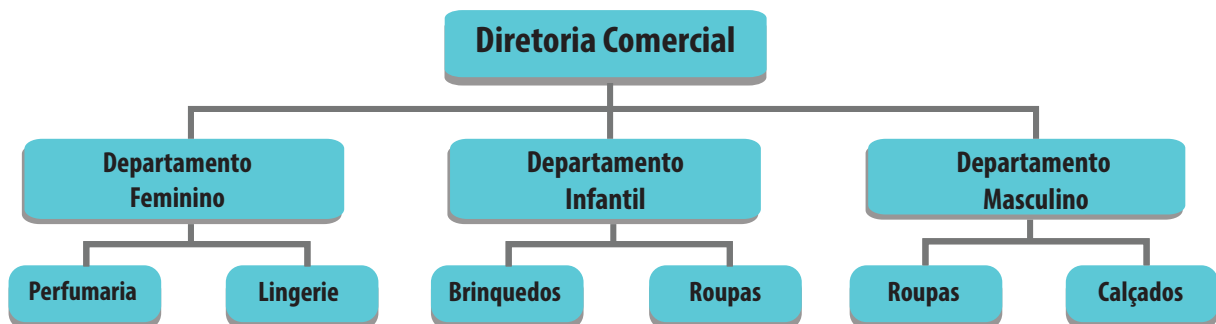 Diretoria Comercial
Departamento
Feminino
Departamento
Infantil
Departamento
Masculino
Perfumaria
Lingerie
Brinquedos
Roupas
Roupas
Calçados